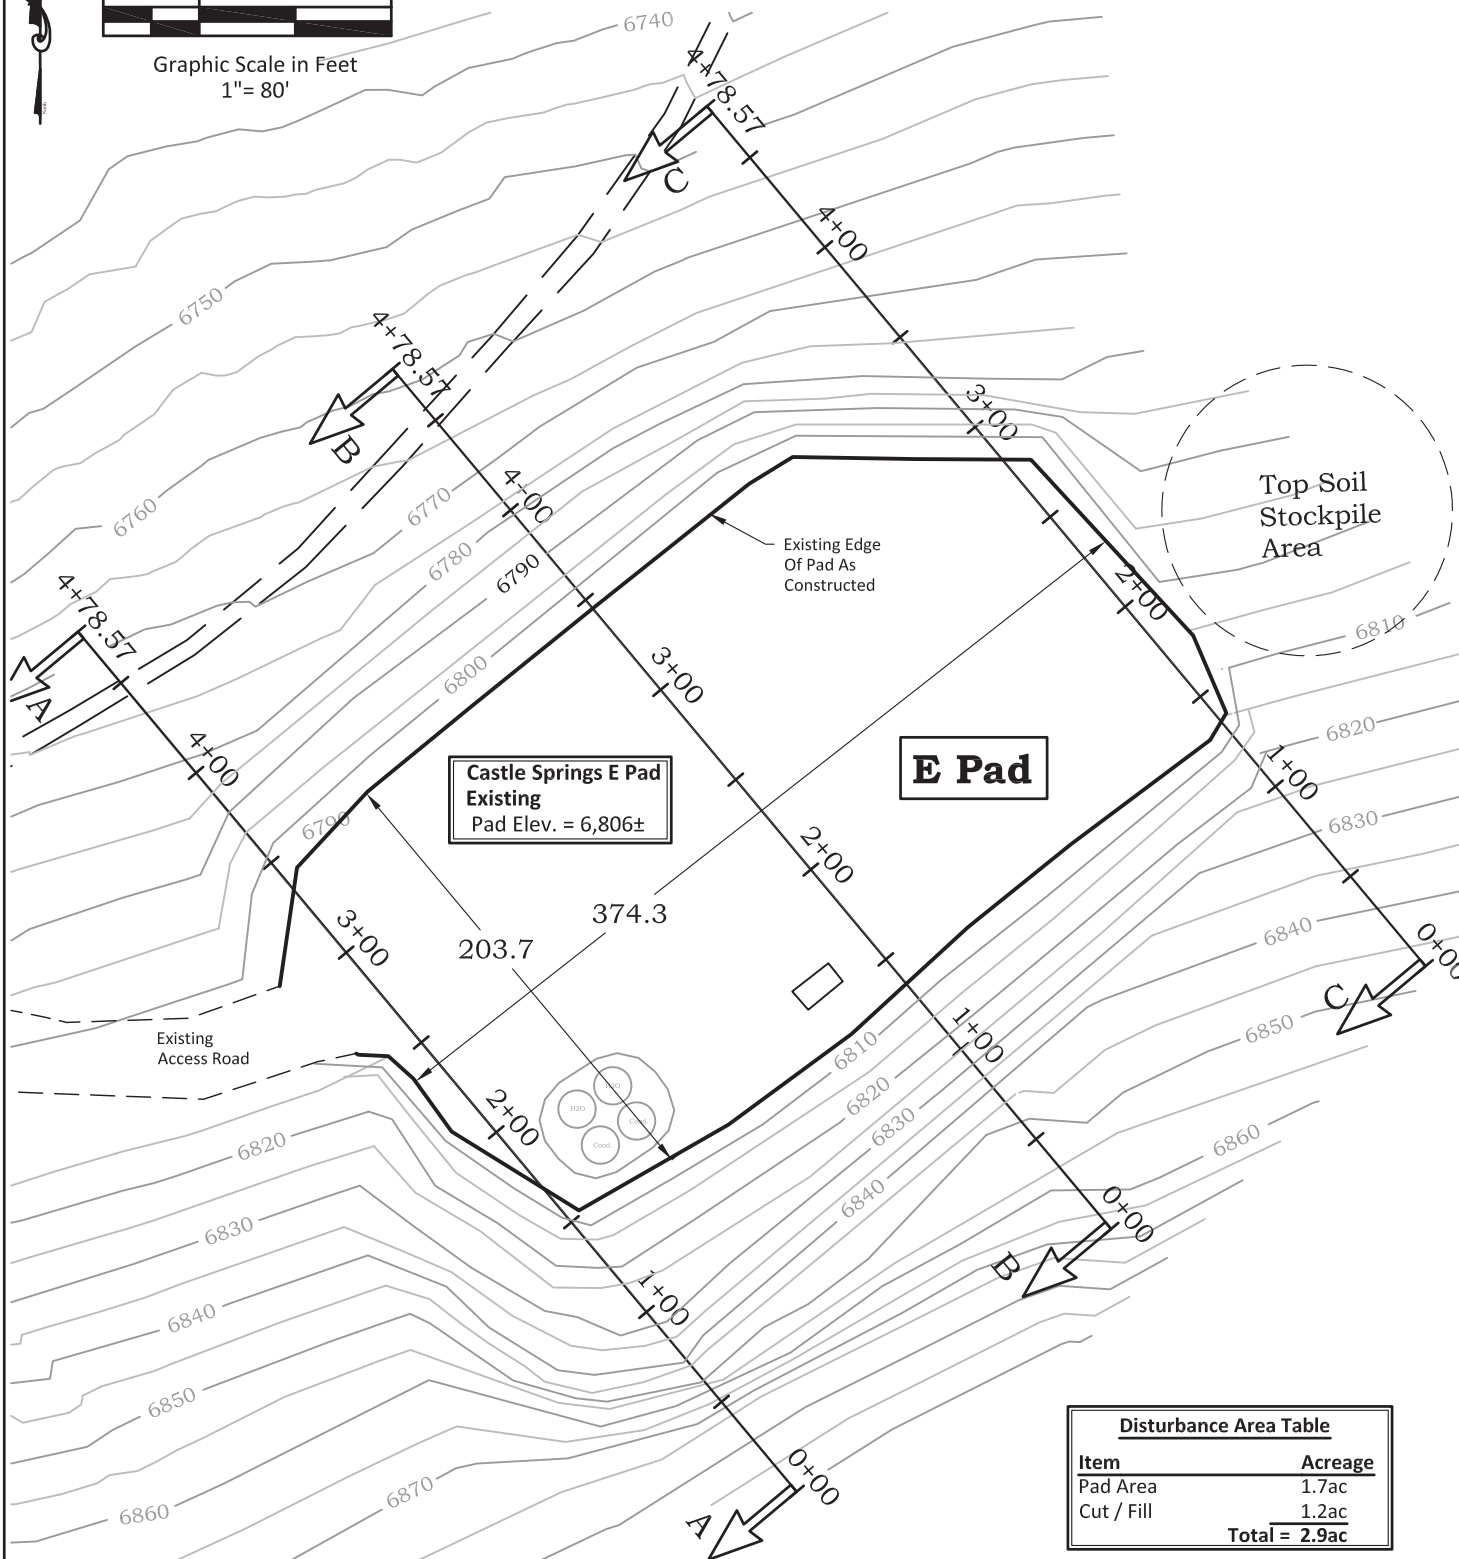 6740
Graphic Scale in Feet
1"= 80'
North
4+78.57
C
4+00
6750
4+78.57
B
3+00
4+00
6760
6770
6780
6790
Top Soil
Stockpile
Area
Existing Edge
Of Pad As
Constructed
2+00
4+78.57
A
6810
3+00
6800
4+00
6820
1+00
Castle Springs E Pad
Existing
Pad Elev. = 6,806±
E Pad
6790
6830
2+00
374.3
203.7
3+00
6840
0+00
C
6850
Existing
Access Road
1+00
6810
6820
6830
6840
2+00
H2O
H2O
Cond.
Cond.
6820
6860
0+00
B
6830
6840
1+00
6850
6860
6870
0+00
A
Disturbance Area Table
Item Acreage
Pad Area 1.7ac
Cut / Fill 1.2ac
Total = 2.9ac